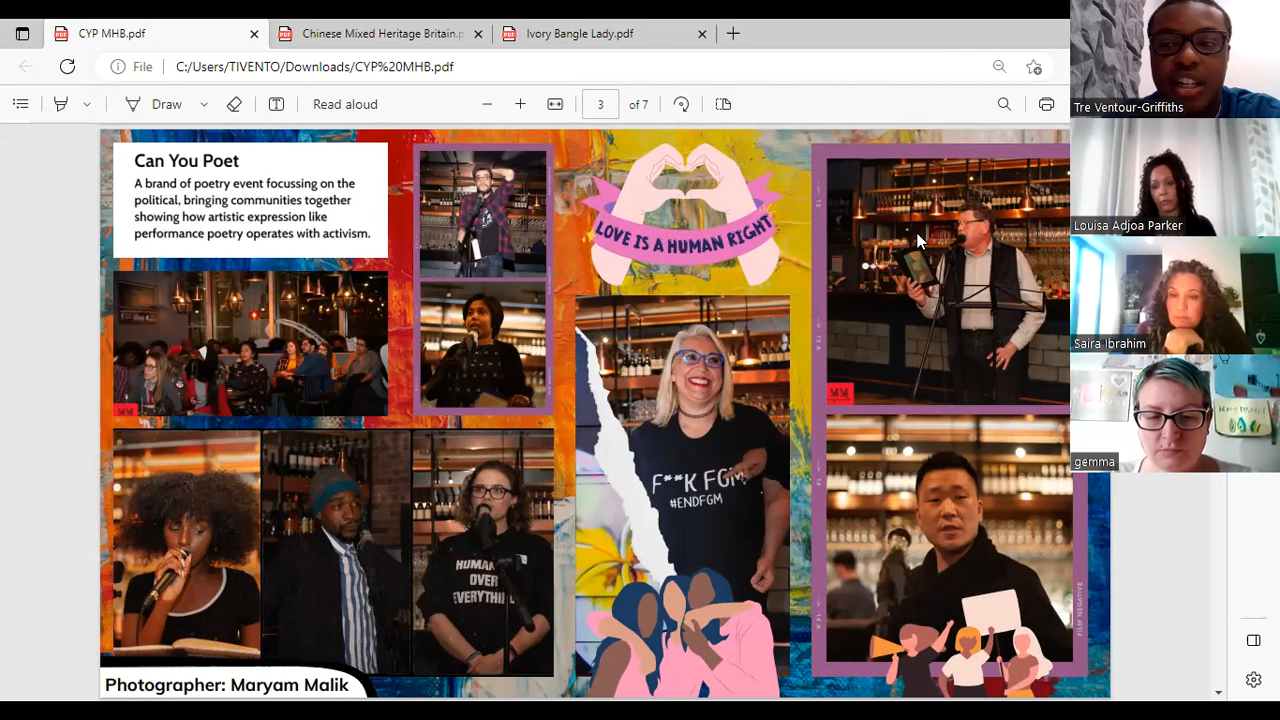 CYP MHB.pdf
Chinese Mixed Heritage Britain.p
Ivory Bangle Lady.pdf
File
C:/Users/TIVENTO/Downloads/CYP%20MHB.pdf
Draw
Read aloud
3
of 7
Tre Ventour-Griffiths
Louisa Adjoa Parker
Saira Ibrahim
gemma
Can You Poet
A brand of poetry event focussing on the
political, bringing communities together
showing how artistic expression like
performance poetry operates with activism.
LOVE IS A HUMAN RIGHT
F**K FGM
#ENDFGM
HUMAN
OVER
EVERYTHING
FILM NEGATIVE
Photographer: Maryam Malik